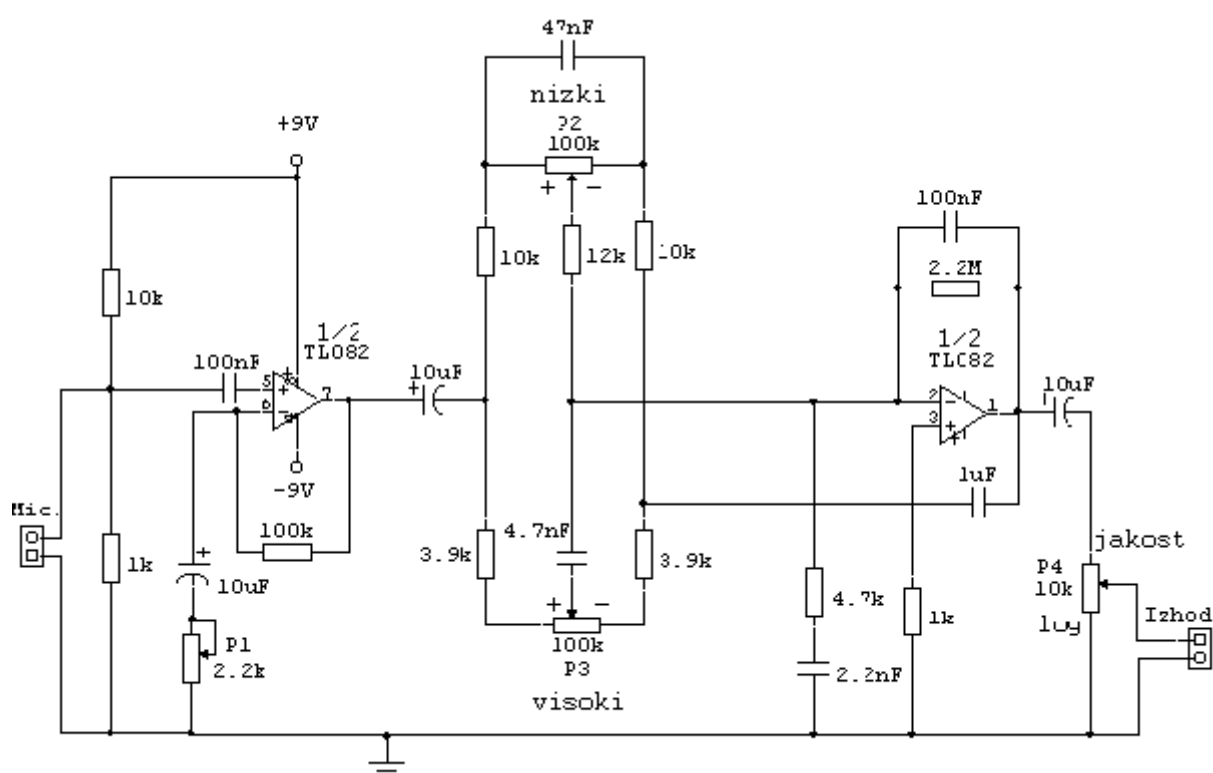 47nF
nizki
P2
100k
+ −
+9V
10k
12k
10k
100nF
2.2M
10k
1/2
TL082
100nF
5
+
6
−
7
−9V
10uF
+
1/2
TLC82
2
−
3
+
1
10uF
1uF
Mic.
100k
4.7nF
3.9k
3.9k
1k
+
10uF
jakost
P4
10k
+ −
100k
P3
visoki
4.7k
1k
Izhod
P1
2.2k
2.2nF